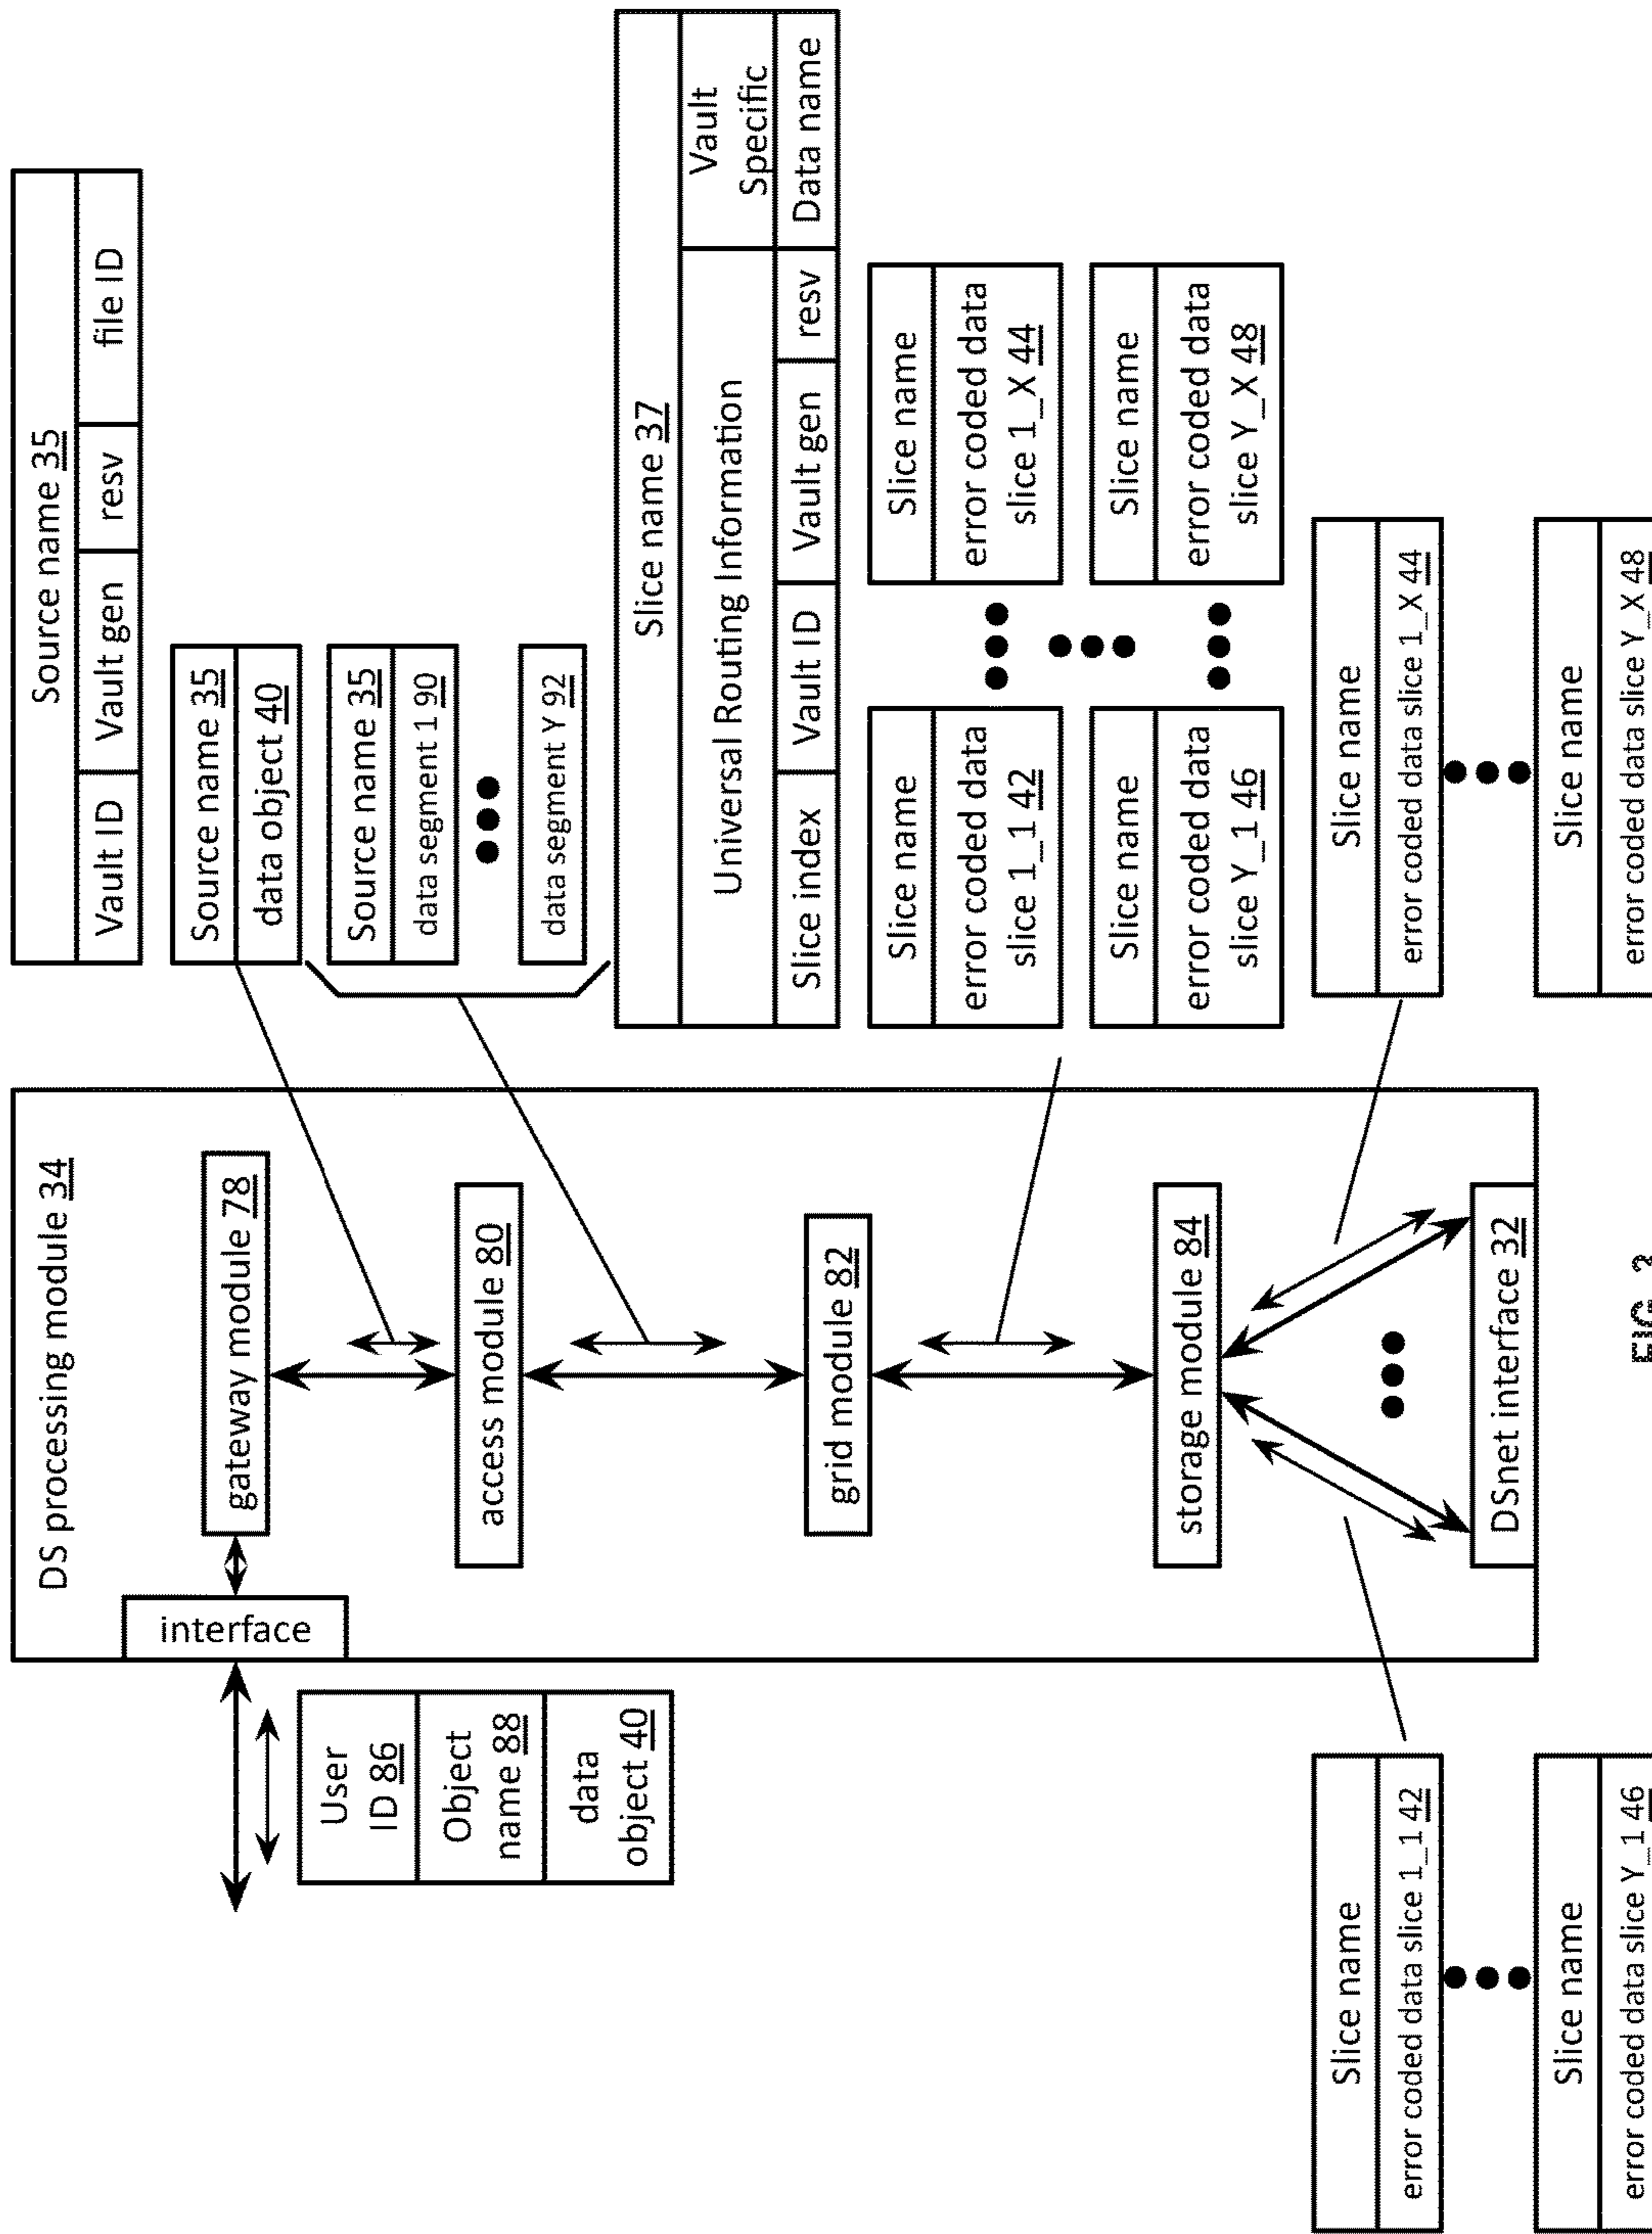 DS processing module 34
interface
gateway module 78
access module 80
grid module 82
storage module 84
DSnet interface 32
User
ID 86
Object
name 88
data
object 40
Source name 35
Vault ID
Vault gen
resv
file ID
Source name 35
data object 40
Source name 35
data segment 1 90
data segment Y 92
Slice name 37
Universal Routing Information
Vault
Specific
Slice index
Vault ID
Vault gen
resv
Data name
Slice name
error coded data
slice 1_1 42
Slice name
error coded data
slice 1_X 44
Slice name
error coded data
slice Y_1 46
Slice name
error coded data
slice Y_X 48
Slice name
error coded data slice 1_1 42
Slice name
error coded data slice Y_1 46
Slice name
error coded data slice 1_X 44
Slice name
error coded data slice Y_X 48